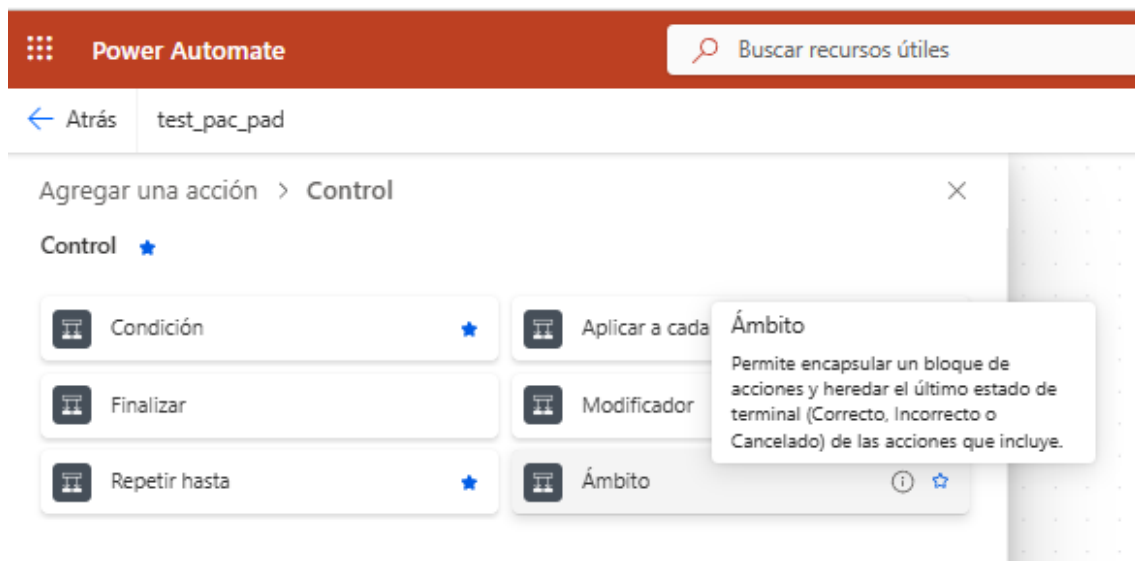 Power Automate
Buscar recursos útiles
Atrás
test_pac_pad
Agregar una acción > Control
Control
Condición
Aplicar a cada
Ámbito
Permite encapsular un bloque de
acciones y heredar el último estado de
terminal (Correcto, Incorrecto o
Cancelado) de las acciones que incluye.
Finalizar
Modificador
Repetir hasta
Ámbito